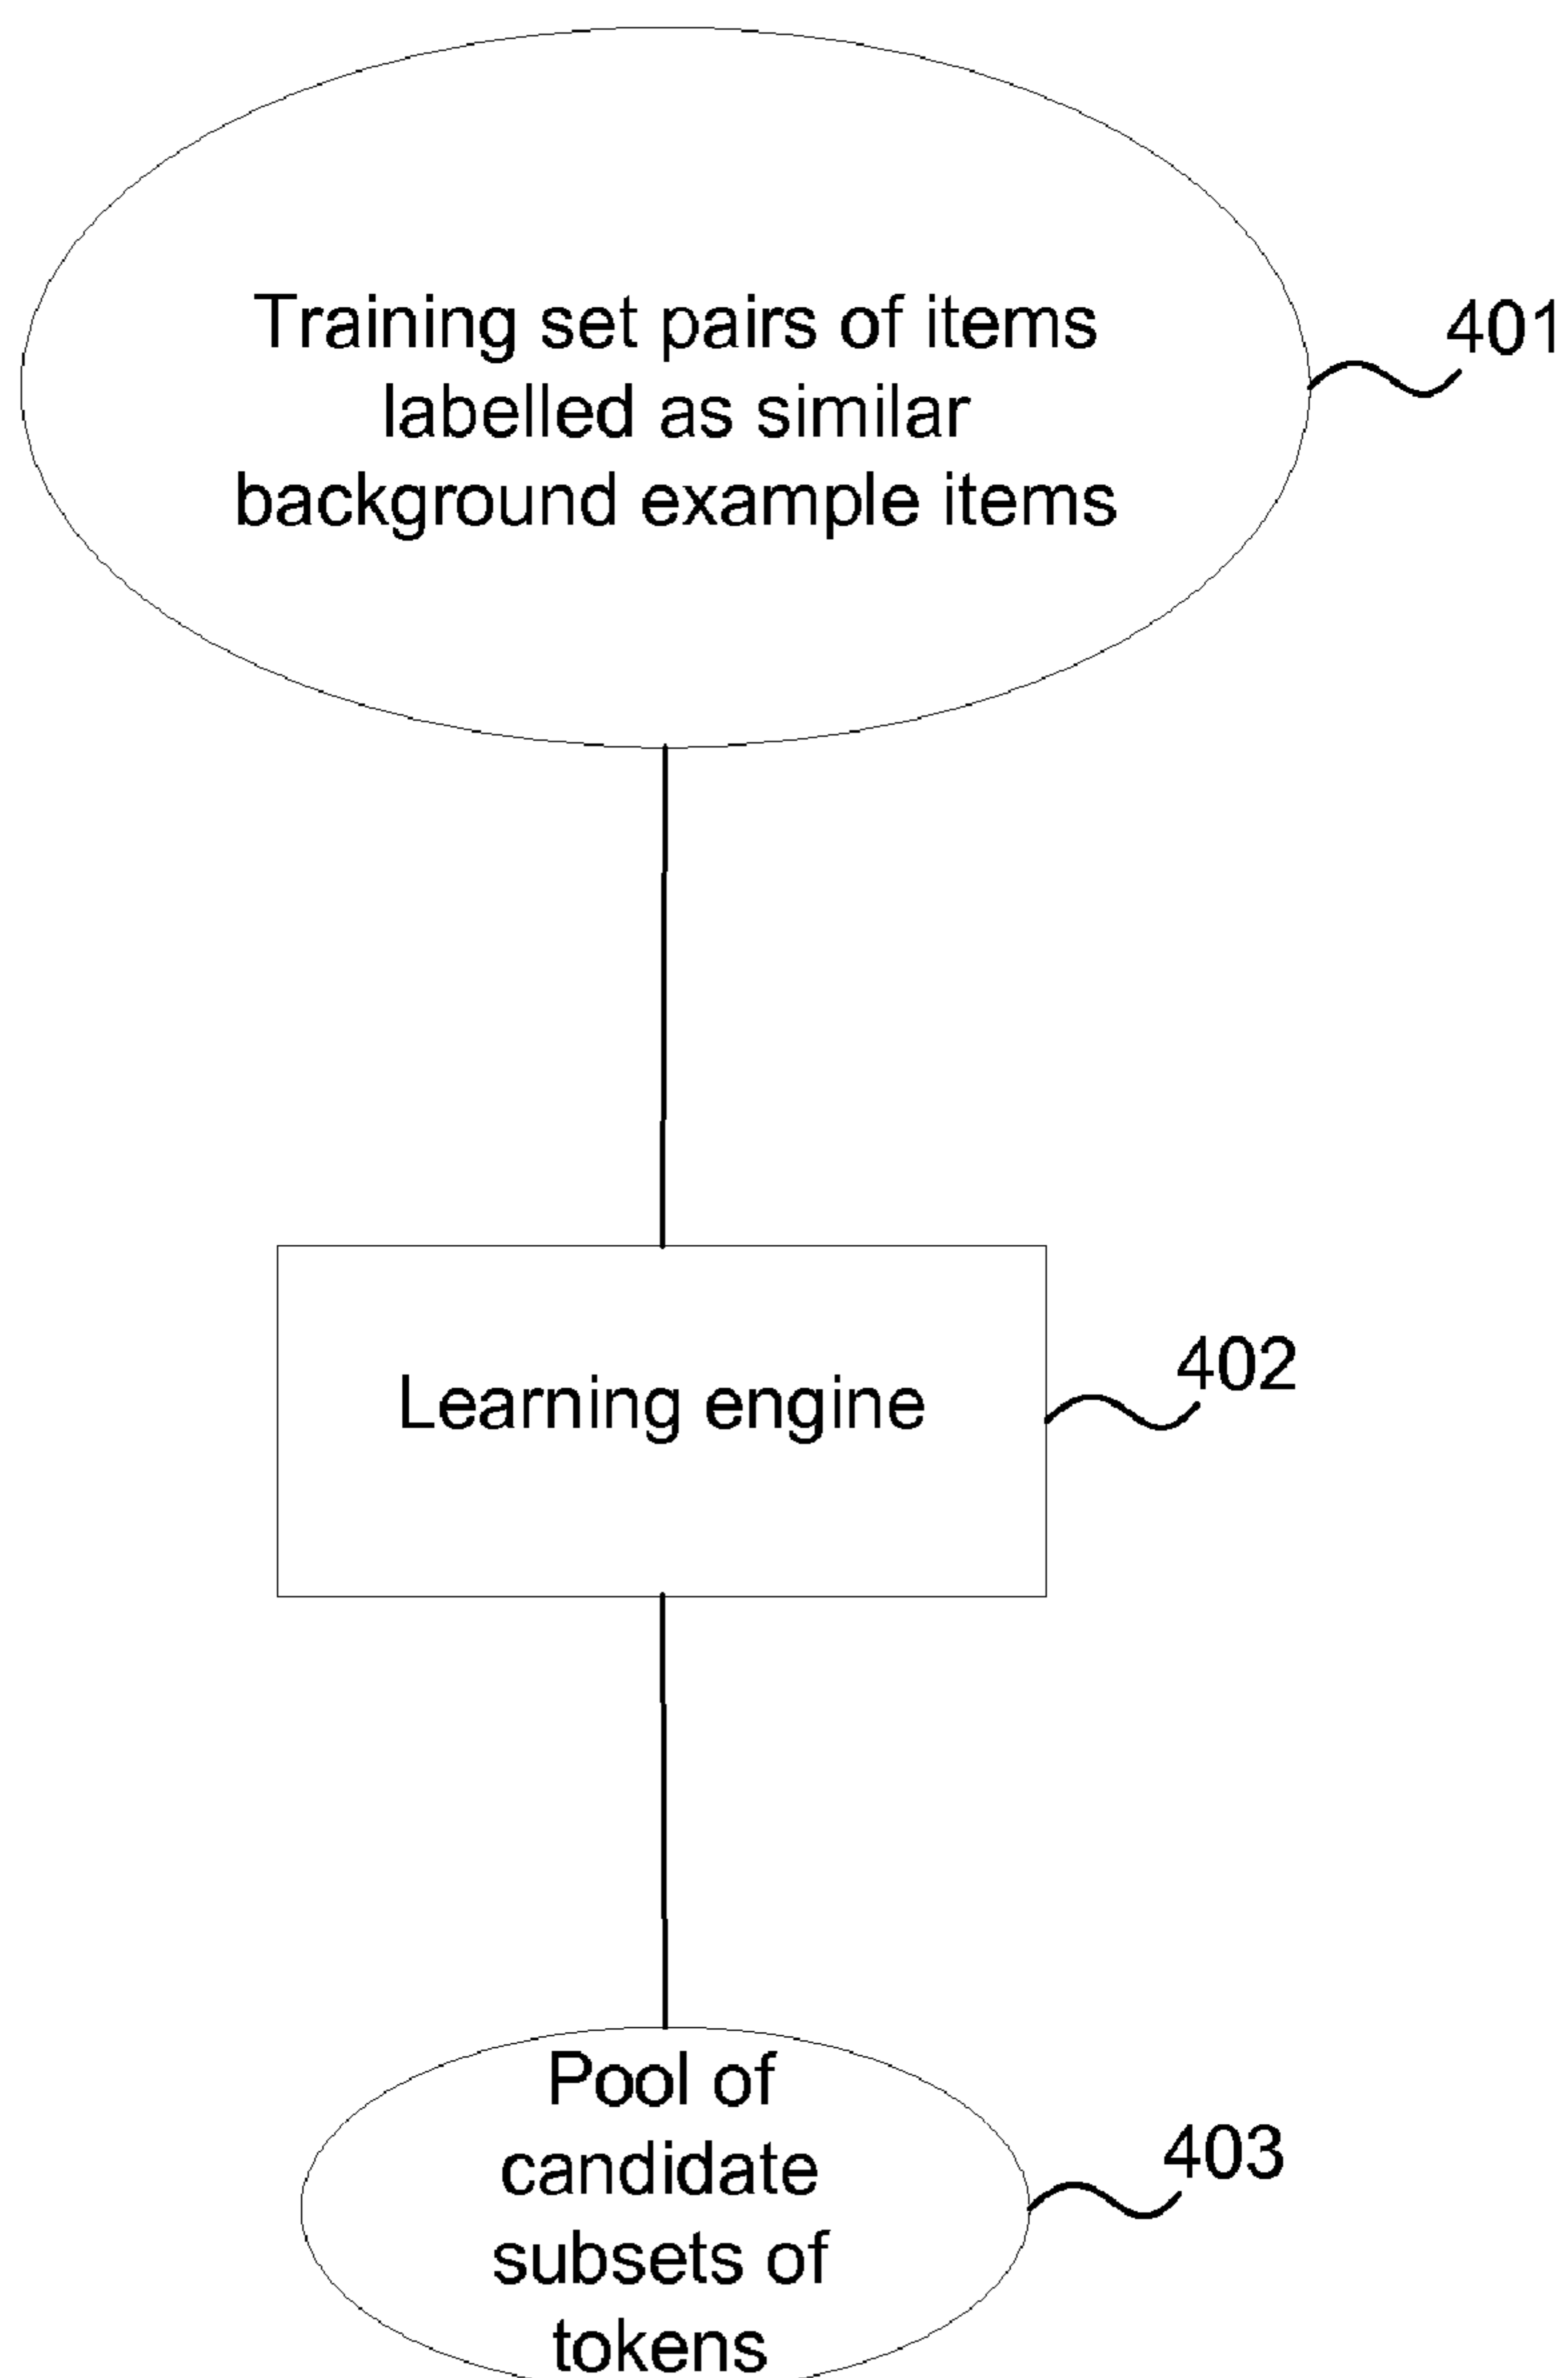 Training set pairs of items
labelled as similar
background example items
401
Learning engine
402
Pool of
candidate
subsets of
tokens
403